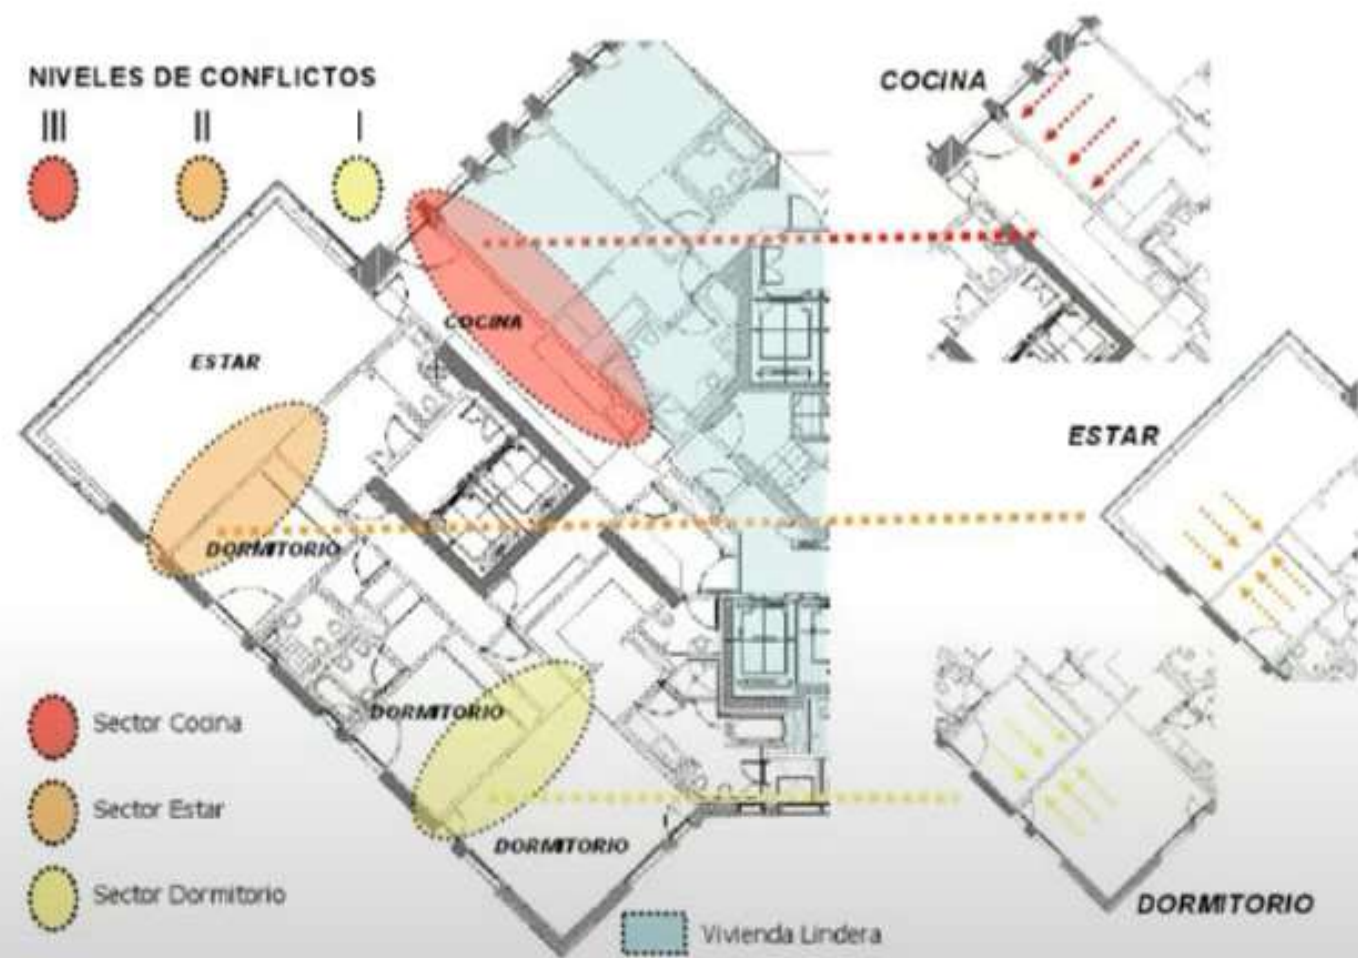 NIVELES DE CONFLICTOS
III II I
COCINA
COCINA
ESTAR
ESTAR
DORMITORIO
DORMITORIO
DORMITORIO
DORMITORIO
Sector Cocina
Sector Estar
Sector Dormitorio
Vivienda Lindera